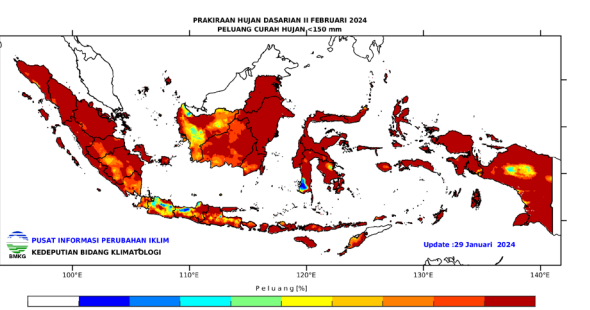 PRAKIRAAN HUJAN DASARIAN II FEBRUARI 2024
PELUANG CURAH HUJAN <150 mm
PUSAT INFORMASI PERUBAHAN IKLIM
KEDEPUTIAN BIDANG KLIMATOLOGI
BMKG
Update :29 Januari 2024
100°E 110°E 120°E 130°E 140°E
Peluang[%]